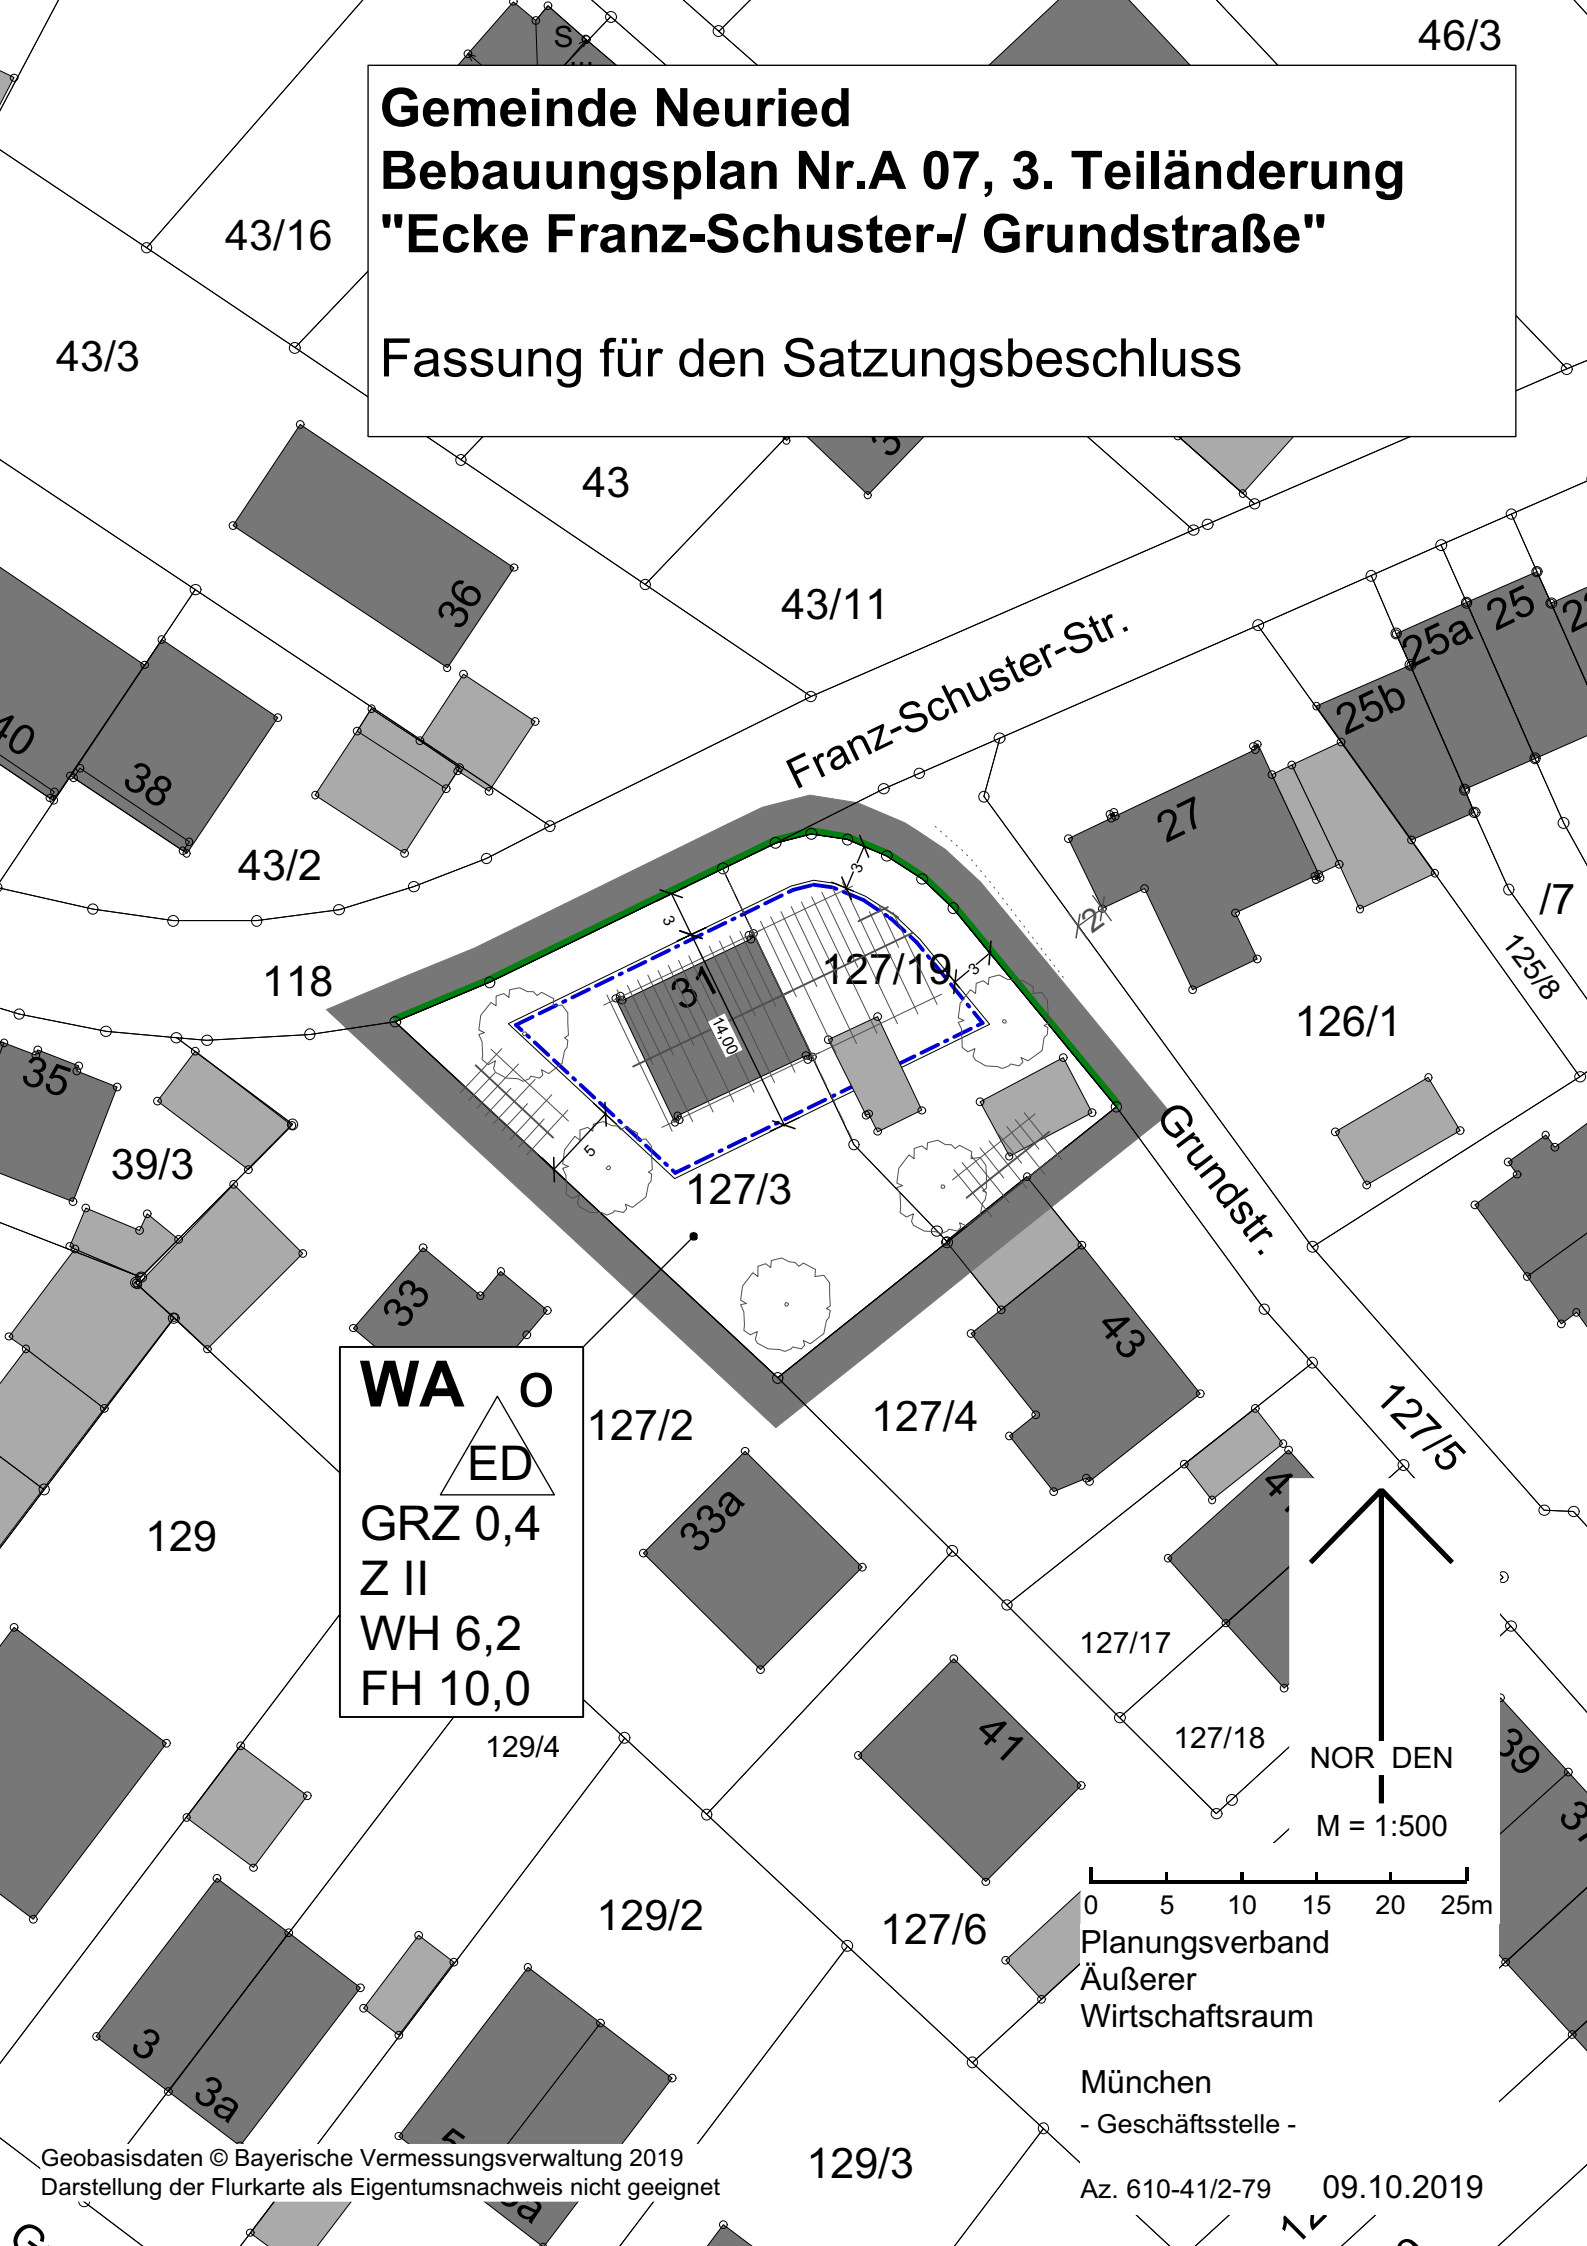 46/3
S
...
Gemeinde Neuried
Bebauungsplan Nr.A 07, 3. Teiländerung
"Ecke Franz-Schuster-/ Grundstraße"
Fassung für den Satzungsbeschluss
43/16
43/3
43
36
43/11
Franz-Schuster-Str.
25
25a
25b
40
38
27
43/2
/7
118
3
3
3
31
127/19
14,00
125/8
126/1
35
39/3
5
127/3
Grundstr.
33
43
WA o
ED
GRZ 0,4
Z II
WH 6,2
FH 10,0
127/2
127/4
127/5
33a
129
127/17
41
127/18
39
129/4
NOR DEN
M = 1:500
0 5 10 15 20 25m
129/2
127/6
Planungsverband
Äußerer
Wirtschaftsraum
München
- Geschäftsstelle -
3
3a
129/3
Geobasisdaten © Bayerische Vermessungsverwaltung 2019
Darstellung der Flurkarte als Eigentumsnachweis nicht geeignet
Az. 610-41/2-79 09.10.2019